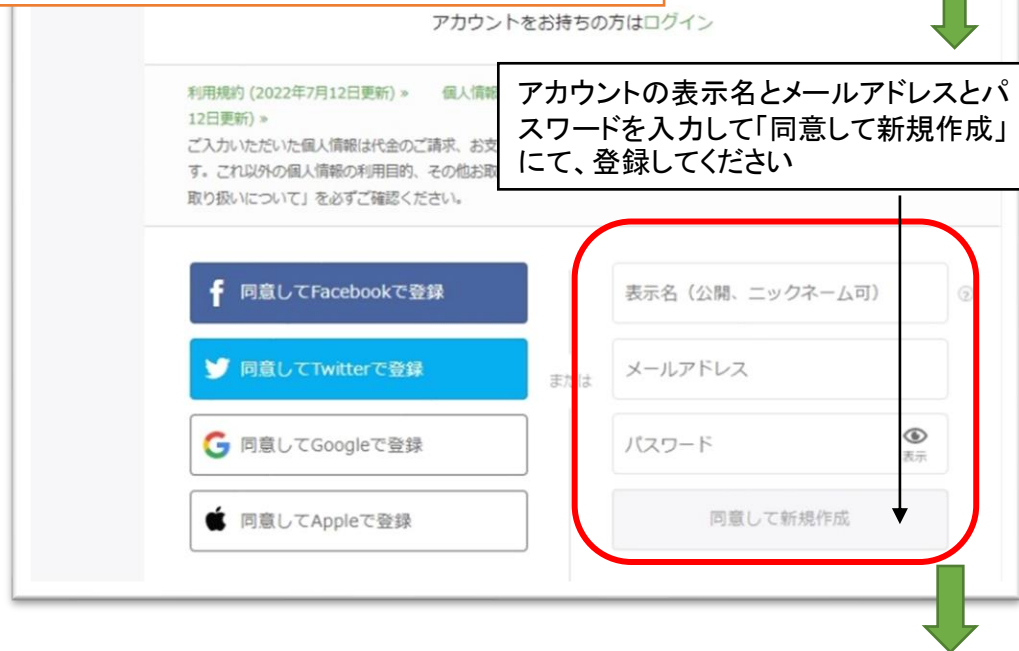 アカウントをお持ちの方はログイン
アカウントの表示名とメールアドレスとパ
スワードを入力して「同意して新規作成」
にて、登録してください
利用規約 (2022年7月12日更新) »　個人情報
12日更新) »
ご入力いただいた個人情報は代金のご請求、お支
す。これ以外の個人情報の利用目的、その他お取
取り扱いについて」を必ずご確認ください。
同意してFacebookで登録
同意してTwitterで登録
同意してGoogleで登録
同意してAppleで登録
または
表示名（公開、ニックネーム可）
?
メールアドレス
パスワード
表示
同意して新規作成